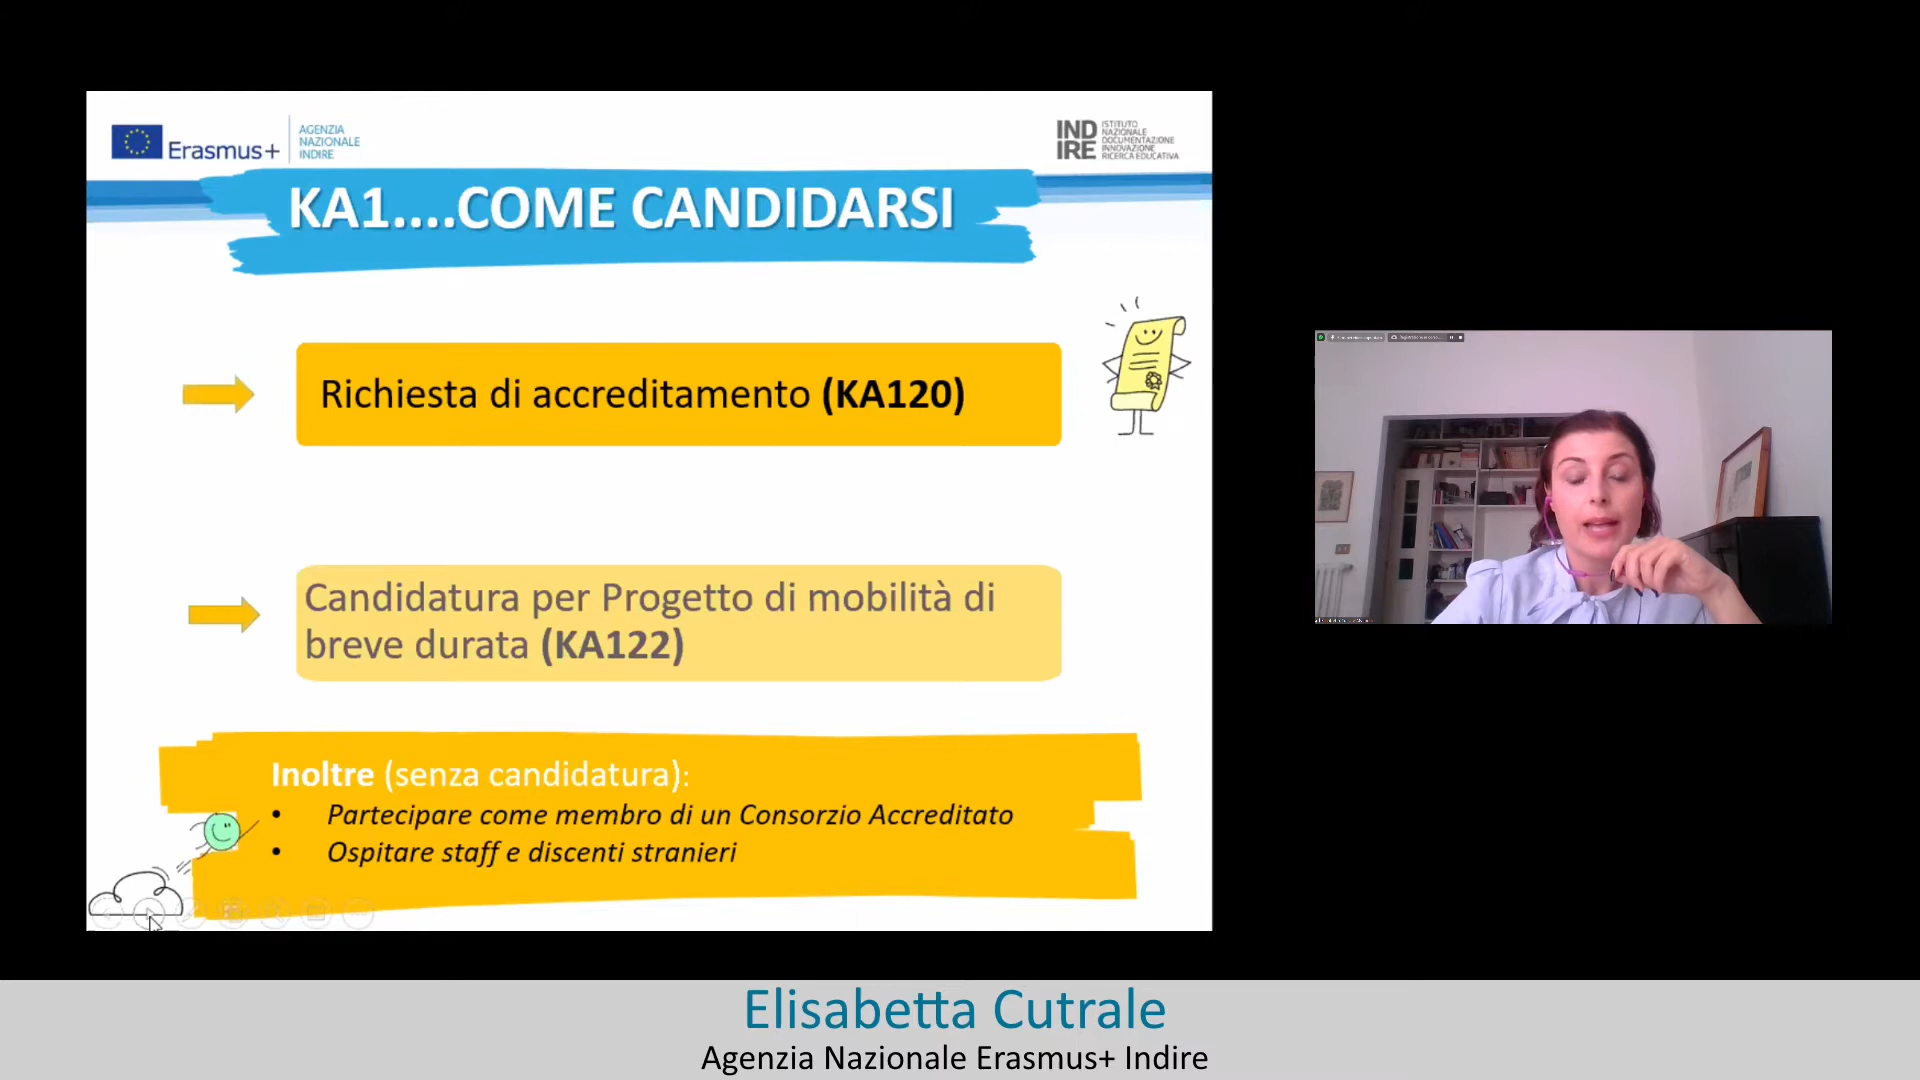 Erasmus+
AGENZIA
NAZIONALE
INDIRE
IND
IRE
ISTITUTO
NAZIONALE
DOCUMENTAZIONE
INNOVAZIONE
RICERCA EDUCATIVA
KA1....COME CANDIDARSI
Richiesta di accreditamento (KA120)
Candidatura per Progetto di mobilità di
breve durata (KA122)
Inoltre (senza candidatura):
• Partecipare come membro di un Consorzio Accreditato
• Ospitare staff e discenti stranieri
Elisabetta Cutrale
Agenzia Nazionale Erasmus+ Indire